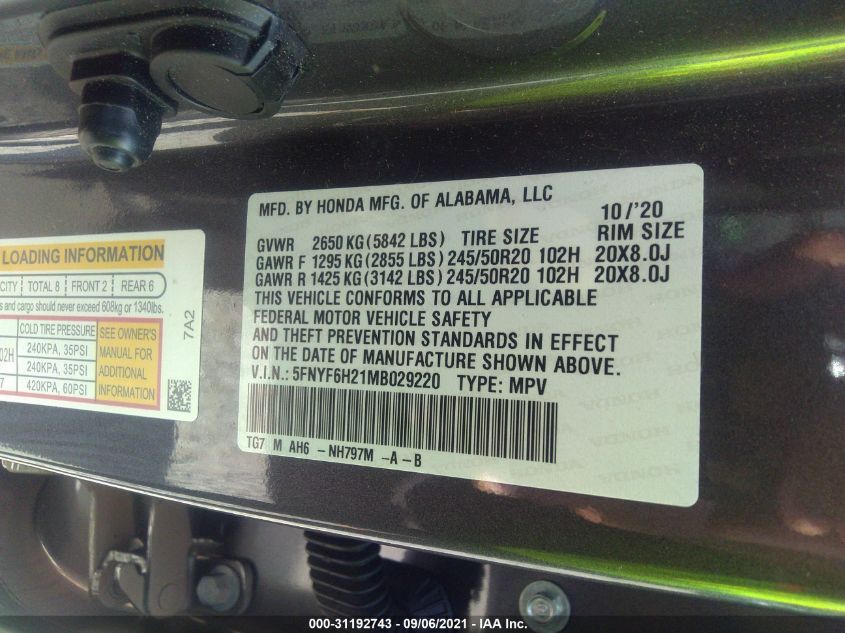 MFD. BY HONDA MFG. OF ALABAMA, LLC 10/'20
GVWR 2650 KG (5842 LBS) TIRE SIZE RIM SIZE
GAWR F 1295 KG (2855 LBS) 245/50R20 102H 20X8.0J
GAWR R 1425 KG (3142 LBS) 245/50R20 102H 20X8.0J
THIS VEHICLE CONFORMS TO ALL APPLICABLE
FEDERAL MOTOR VEHICLE SAFETY
AND THEFT PREVENTION STANDARDS IN EFFECT
ON THE DATE OF MANUFACTURE SHOWN ABOVE.
V.I.N.: 5FNYF6H21MB029220 TYPE: MPV
TG7 M AH6 -NH797M -A-B
LOADING INFORMATION
CITY TOTAL 8 FRONT 2 REAR 6
s and cargo should never exceed 608kg or 1340lbs.
COLD TIRE PRESSURE
02H 240KPA, 35PSI
240KPA, 35PSI
7 420KPA, 60PSI
SEE OWNER'S
MANUAL FOR
ADDITIONAL
INFORMATION
7A2
000-31192743 - 09/06/2021 - IAA Inc.